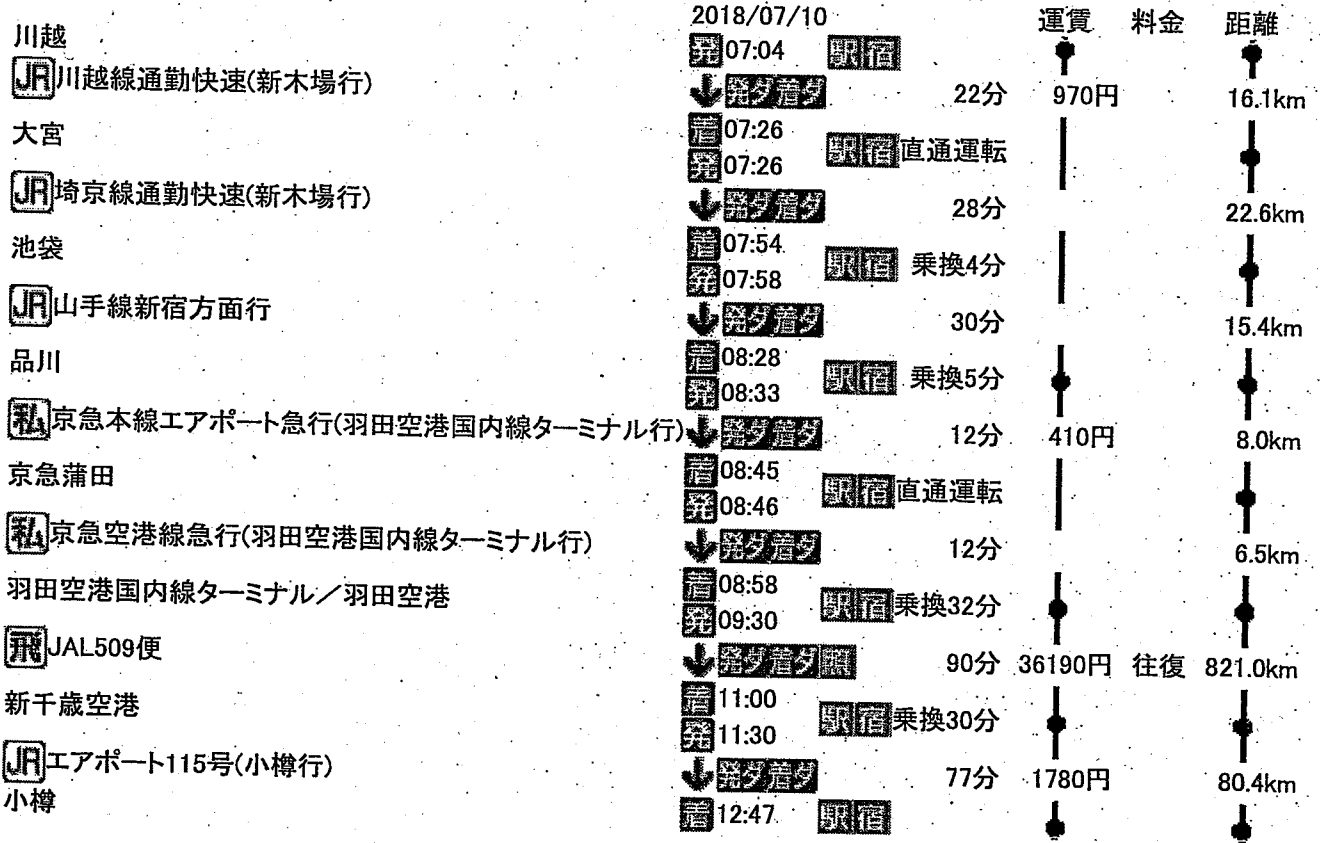 2018/07/10 運賃 料金 距離
川越 発07:04 駅宿
JR川越線通勤快速(新木場行) ↓発ダ着ダ 22分 970円 16.1km
大宮 着07:26 発07:26 駅宿直通運転
JR埼京線通勤快速(新木場行) ↓発ダ着ダ 28分 22.6km
池袋 着07:54 発07:58 駅宿 乗換4分
JR山手線新宿方面行 ↓発ダ着ダ 30分 15.4km
品川 着08:28 発08:33 駅宿 乗換5分
私京急本線エアポート急行(羽田空港国内線ターミナル行) ↓発ダ着ダ 12分 410円 8.0km
京急蒲田 着08:45 発08:46 駅宿直通運転
私京急空港線急行(羽田空港国内線ターミナル行) ↓発ダ着ダ 12分 6.5km
羽田空港国内線ターミナル／羽田空港 着08:58 発09:30 駅宿乗換32分
飛JAL509便 ↓発ダ着ダ 90分 36190円 往復 821.0km
新千歳空港 着11:00 発11:30 駅宿乗換30分
JRエアポート115号(小樽行) ↓発ダ着ダ 77分 1780円 80.4km
小樽 着12:47 駅宿